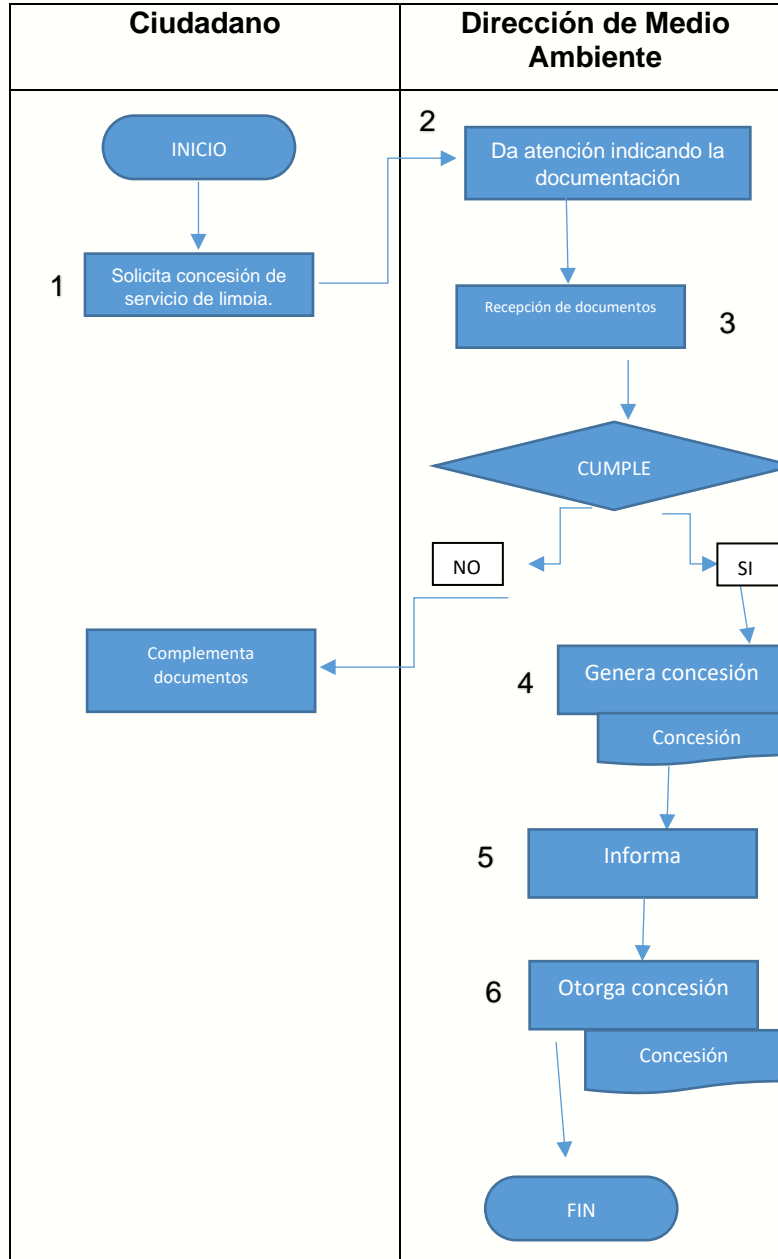 Ciudadano
Dirección de Medio
Ambiente
INICIO
2
Da atención indicando la
documentación
1
Solicita concesión de
servicio de limpia.
Recepción de documentos
3
CUMPLE
NO
SI
Complementa
documentos
4
Genera concesión
Concesión
5
Informa
6
Otorga concesión
Concesión
FIN